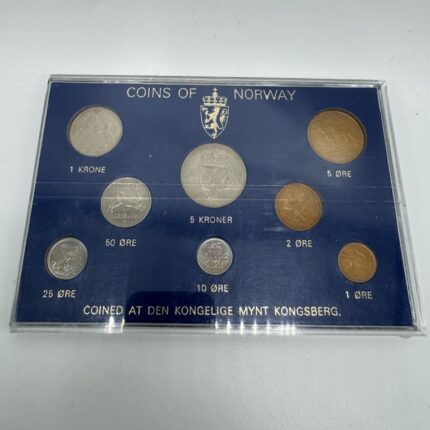 COINS OF NORWAY
1 KRONE
5 ØRE
5 KRONER
50 ØRE
2 ØRE
25 ØRE
10 ØRE
1 ØRE
COINED AT DEN KONGELIGE MYNT KONGSBERG.